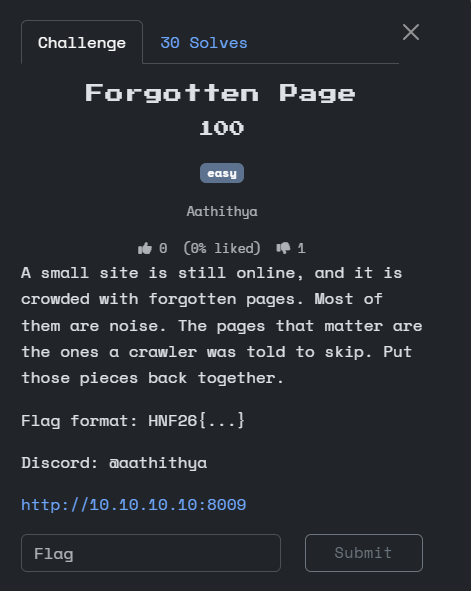 Challenge
30 Solves
Forgotten Page
100
easy
Aathithya
0 (0% liked) 1
A small site is still online, and it is
crowded with forgotten pages. Most of
them are noise. The pages that matter are
the ones a crawler was told to skip. Put
those pieces back together.
Flag format: HNF26{...}
Discord: @aathithya
http://10.10.10.10:8009
Flag
Submit